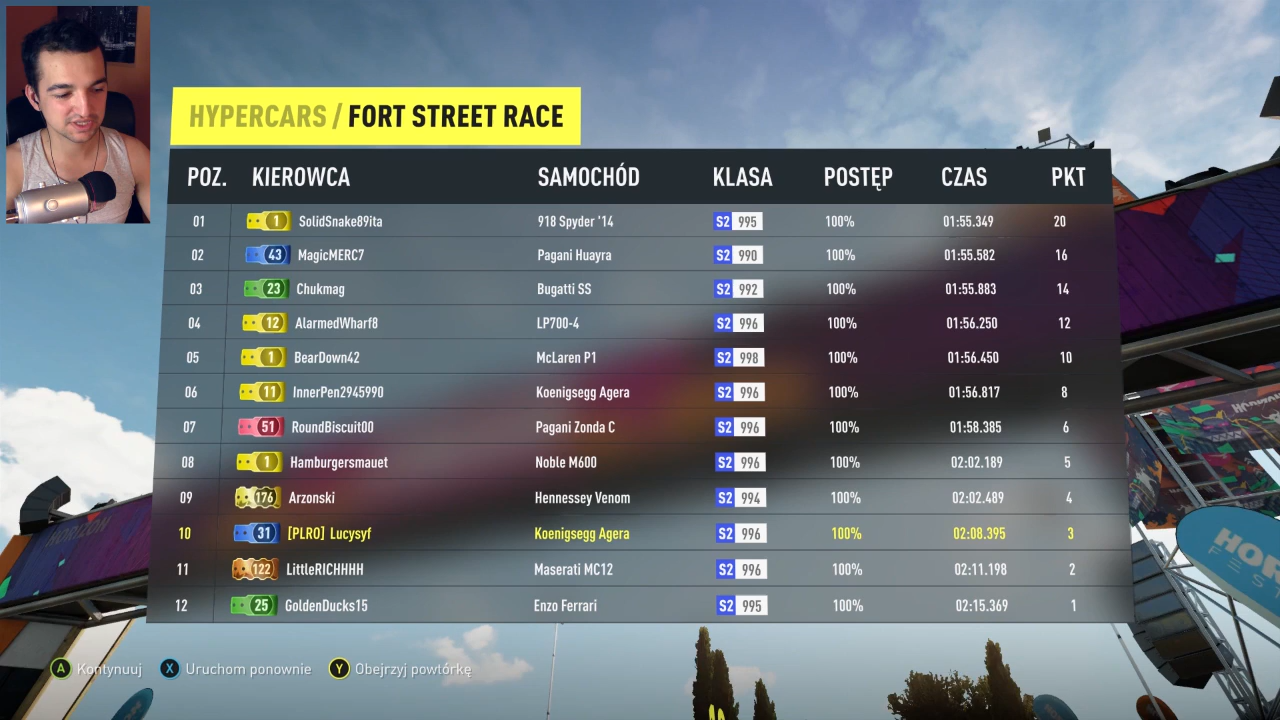 HYPERCARS / FORT STREET RACE
POZ. KIEROWCA SAMOCHÓD KLASA POSTĘP CZAS PKT
01 1 SolidSnake89ita 918 Spyder '14 S2 995 100% 01:55.349 20
02 43 MagicMERC7 Pagani Huayra S2 990 100% 01:55.582 16
03 23 Chukmag Bugatti SS S2 992 100% 01:55.883 14
04 12 AlarmedWharf8 LP700-4 S2 996 100% 01:56.250 12
05 1 BearDown42 McLaren P1 S2 998 100% 01:56.450 10
06 11 InnerPen2945990 Koenigsegg Agera S2 996 100% 01:56.817 8
07 51 RoundBiscuit00 Pagani Zonda C S2 996 100% 01:58.385 6
08 1 Hamburgersmauet Noble M600 S2 996 100% 02:02.189 5
09 176 Arzonski Hennessey Venom S2 994 100% 02:02.489 4
10 31 [PLRO] Lucysyf Koenigsegg Agera S2 996 100% 02:08.395 3
11 122 LittleRICHHHH Maserati MC12 S2 996 100% 02:11.198 2
12 25 GoldenDucks15 Enzo Ferrari S2 995 100% 02:15.369 1
HORIZON
A Kontynuuj X Uruchom ponownie Y Obejrzyj powtórkę